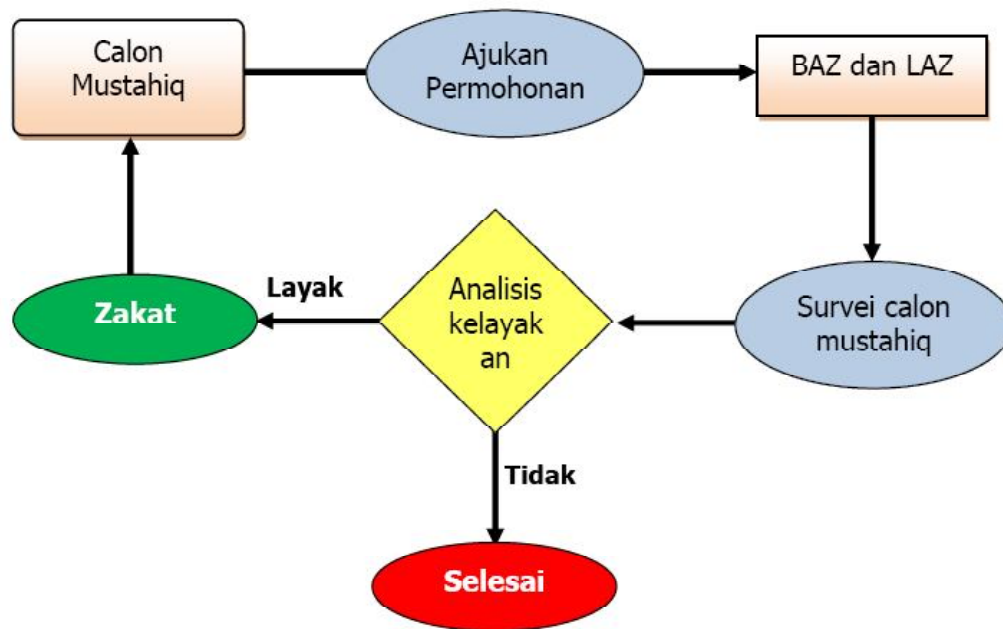 Calon
Mustahiq
Ajukan
Permohonan
BAZ dan LAZ
Survei calon
mustahiq
Analisis
kelayak
an
Layak
Zakat
Tidak
Selesai